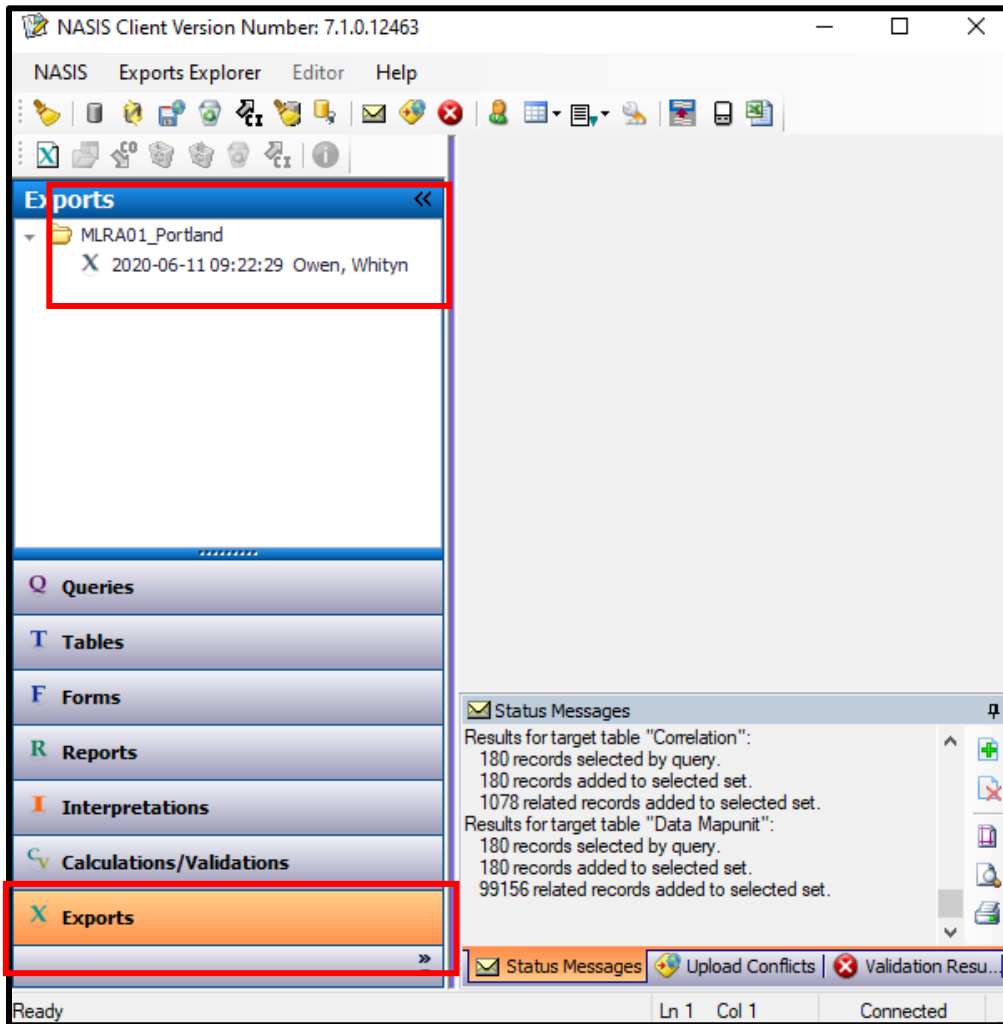 NASIS Client Version Number: 7.1.0.12463
NASIS Exports Explorer Editor Help
Exports
MLRA01_Portland
2020-06-11 09:22:29 Owen, Whityn
Q Queries
T Tables
F Forms
R Reports
I Interpretations
Cv Calculations/Validations
X Exports
Status Messages
Results for target table "Correlation":
180 records selected by query.
180 records added to selected set.
1078 related records added to selected set.
Results for target table "Data Mapunit":
180 records selected by query.
180 records added to selected set.
99156 related records added to selected set.
Status Messages Upload Conflicts Validation Resu...
Ready Ln 1 Col 1 Connected